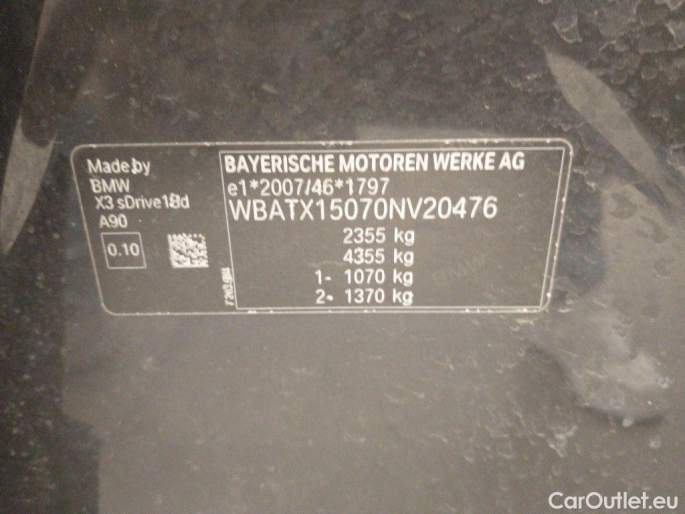 Made by
BMW
X3 sDrive18d
A90
0.10
BAYERISCHE MOTOREN WERKE AG
e1*2007/46*1797
WBATX15070NV20476
2355 kg
4355 kg
1- 1070 kg
2- 1370 kg
CarOutlet.eu